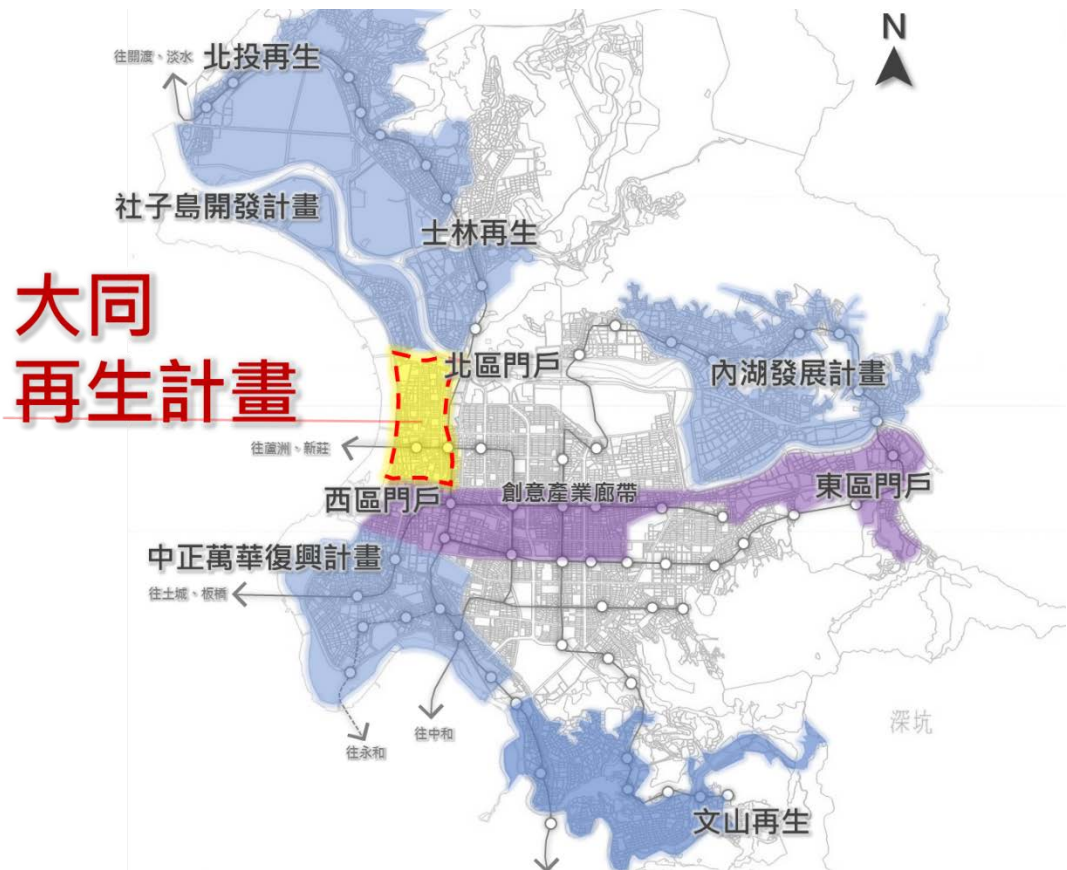 N
往關渡、淡水
北投再生
社子島開發計畫
士林再生
大同
再生計畫
北區門戶
內湖發展計畫
往蘆洲、新莊
西區門戶
創意產業廊帶
東區門戶
中正萬華復興計畫
往土城、板橋
往中和
往永和
深坑
文山再生